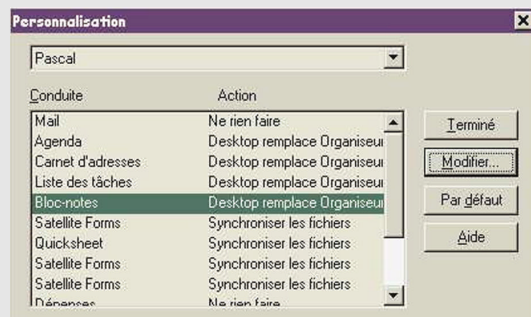 Personnalisation
Pascal
Conduite Action
Mail Ne rien faire
Agenda Desktop remplace Organiseur
Carnet d'adresses Desktop remplace Organiseur
Liste des tâches Desktop remplace Organiseur
Bloc-notes Desktop remplace Organiseur
Satellite Forms Synchroniser les fichiers
Quicksheet Synchroniser les fichiers
Satellite Forms Synchroniser les fichiers
Satellite Forms Synchroniser les fichiers
Dépenses Ne rien faire
Terminé
Modifier...
Par défaut
Aide